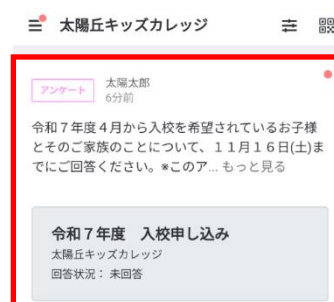 太陽丘キッズカレッジ
アンケート
太陽太郎
6分前
令和７年度４月から入校を希望されているお子様
とそのご家族のことについて、１１月１６日(土)ま
でにご回答ください。※このア... もっと見る
令和７年度　入校申し込み
太陽丘キッズカレッジ
回答状況： 未回答